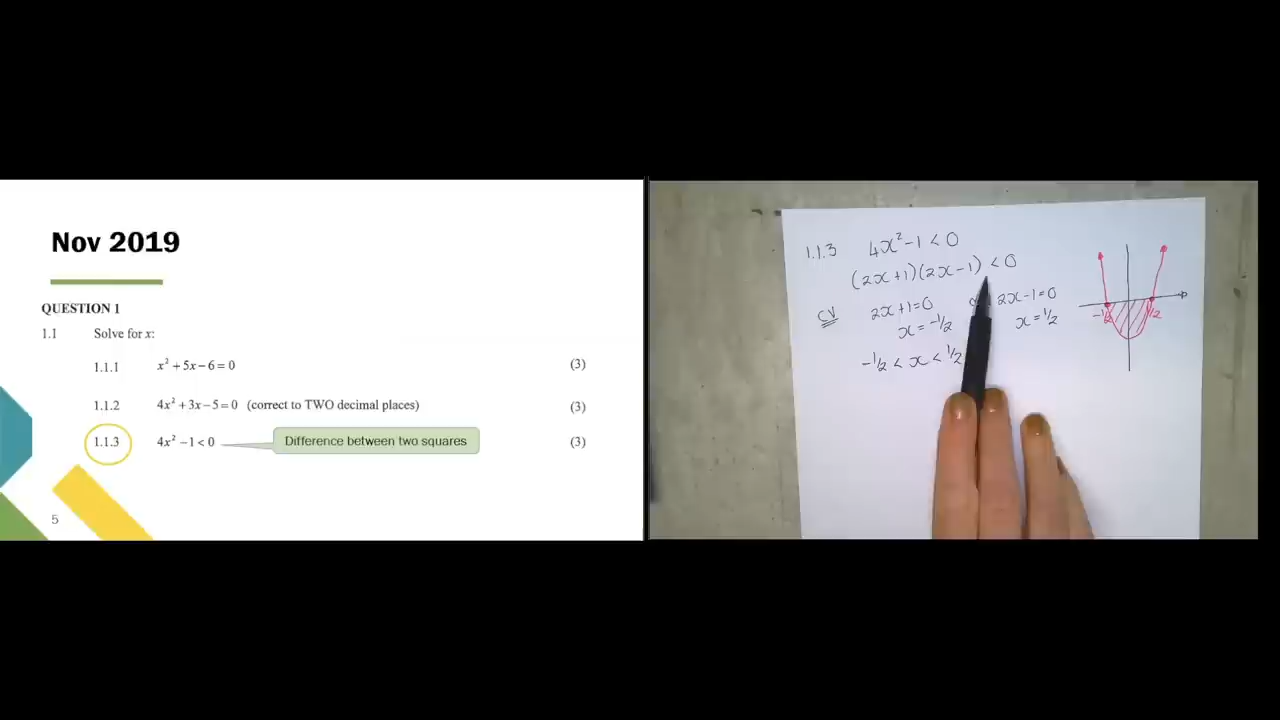 Nov 2019
QUESTION 1
1.1 Solve for x:
1.1.1 x² + 5x − 6 = 0 (3)
1.1.2 4x² + 3x − 5 = 0 (correct to TWO decimal places) (3)
1.1.3 4x² − 1 < 0 Difference between two squares (3)
5
1.1.3 4x² − 1 < 0
(2x + 1)(2x − 1) < 0
CV 2x + 1 = 0 2x − 1 = 0
x = −1/2 x = 1/2
−1/2 < x < 1/2
−1/2 1/2